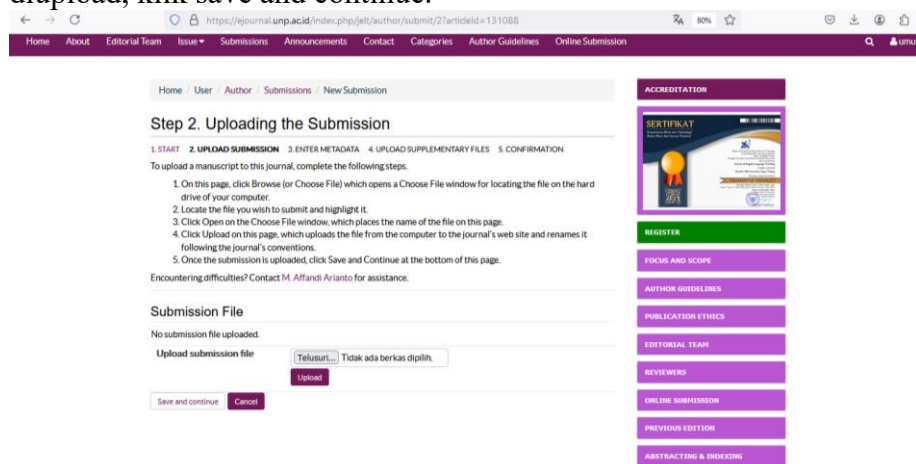 diupload, klik save and continue.
https://ejournal.unp.ac.id/index.php/jelt/author/submit/2?articleId=131088
80%
Home About Editorial Team Issue Submissions Announcements Contact Categories Author Guidelines Online Submission
umu
Home / User / Author / Submissions / New Submission
Step 2. Uploading the Submission
1. START 2. UPLOAD SUBMISSION 3. ENTER METADATA 4. UPLOAD SUPPLEMENTARY FILES 5. CONFIRMATION
To upload a manuscript to this journal, complete the following steps.
1. On this page, click Browse (or Choose File) which opens a Choose File window for locating the file on the hard
drive of your computer.
2. Locate the file you wish to submit and highlight it.
3. Click Open on the Choose File window, which places the name of the file on this page.
4. Click Upload on this page, which uploads the file from the computer to the journal's web site and renames it
following the journal's conventions.
5. Once the submission is uploaded, click Save and Continue at the bottom of this page.
Encountering difficulties? Contact M. Affandi Arianto for assistance.
Submission File
No submission file uploaded.
Upload submission file
Telusuri... Tidak ada berkas dipilih.
Upload
Save and continue Cancel
ACCREDITATION
SERTIFIKAT
REGISTER
FOCUS AND SCOPE
AUTHOR GUIDELINES
PUBLICATION ETHICS
EDITORIAL TEAM
REVIEWERS
ONLINE SUBMISSION
PREVIOUS EDITION
ABSTRACTING & INDEXING